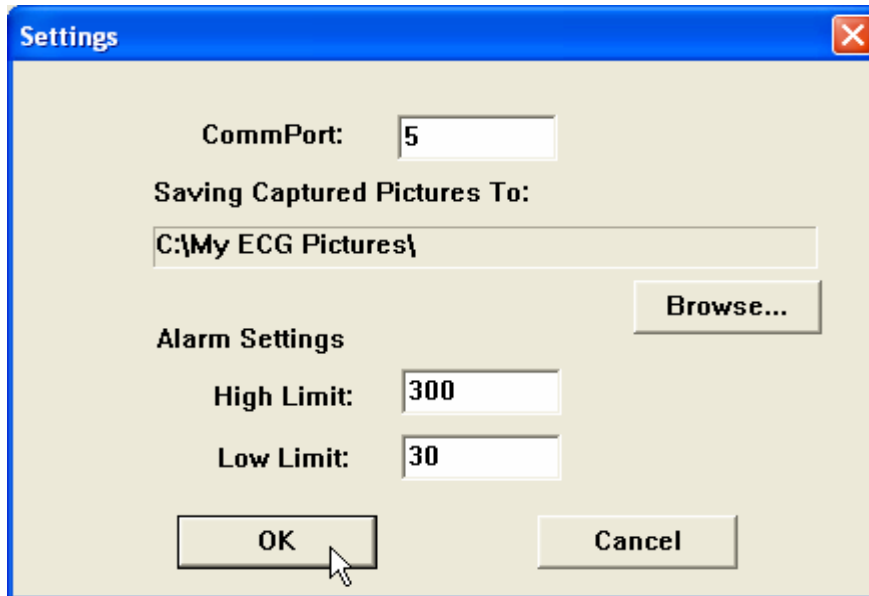 Settings
CommPort: 5
Saving Captured Pictures To:
C:\My ECG Pictures\
Browse...
Alarm Settings
High Limit: 300
Low Limit: 30
OK Cancel